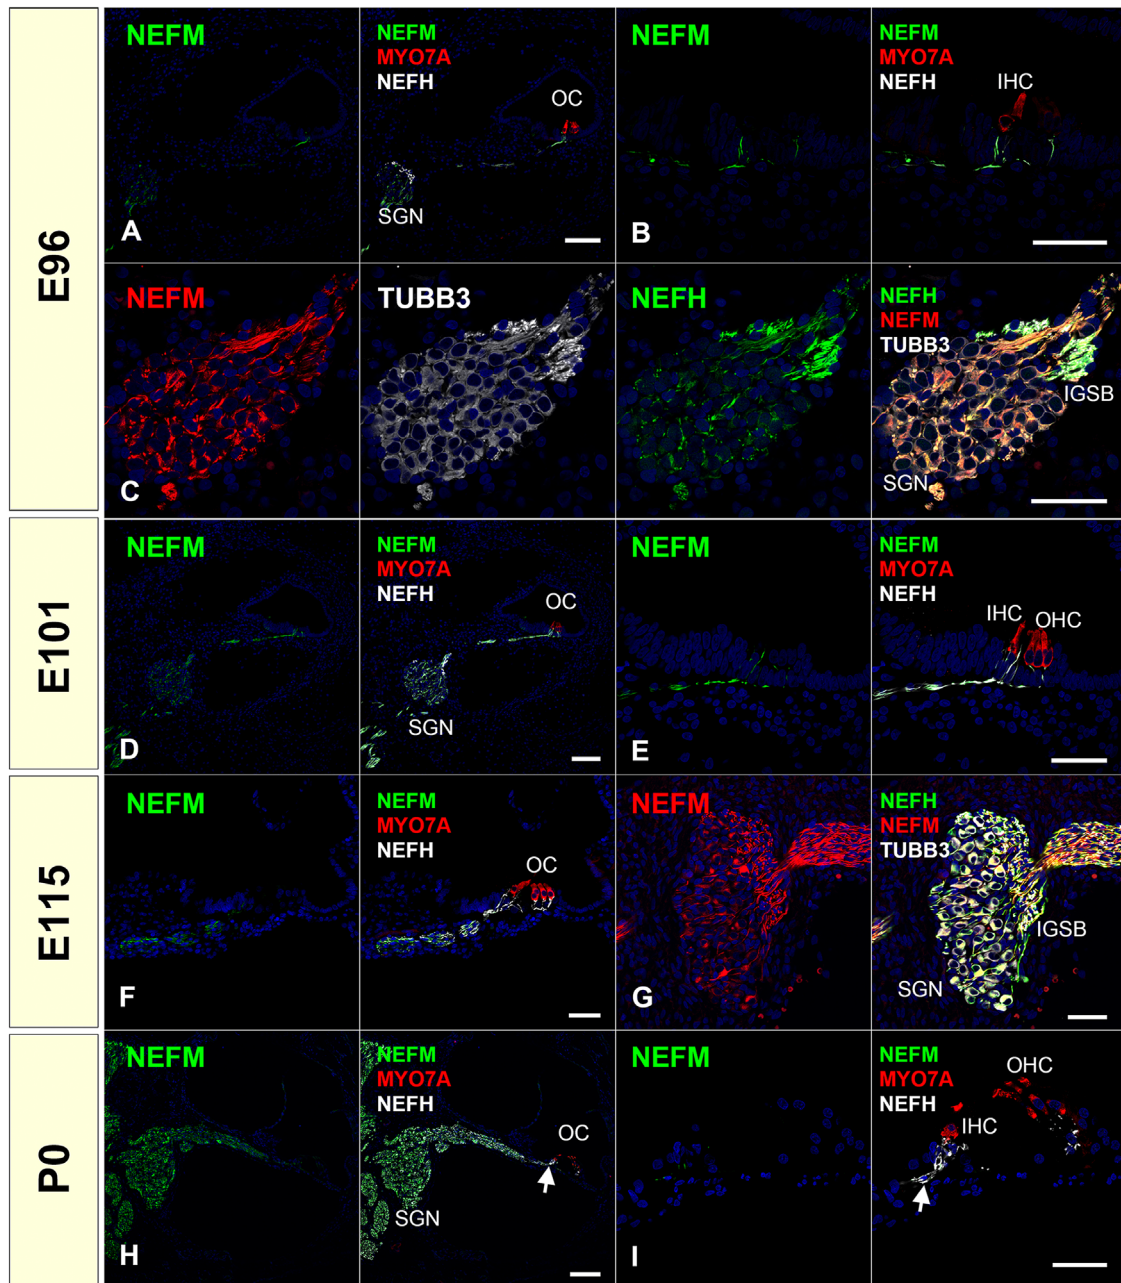 E96
NEFM
A
NEFM
MYO7A
NEFH
OC
SGN
NEFM
B
NEFM
MYO7A
NEFH
IHC
NEFM
C
TUBB3
NEFH
NEFH
NEFM
TUBB3
IGSB
SGN
E101
NEFM
D
NEFM
MYO7A
NEFH
OC
SGN
NEFM
E
NEFM
MYO7A
NEFH
IHC OHC
E115
NEFM
F
NEFM
MYO7A
NEFH
OC
NEFM
G
NEFH
NEFM
TUBB3
IGSB
SGN
P0
NEFM
H
NEFM
MYO7A
NEFH
OC
SGN
NEFM
I
NEFM
MYO7A
NEFH
OHC
IHC